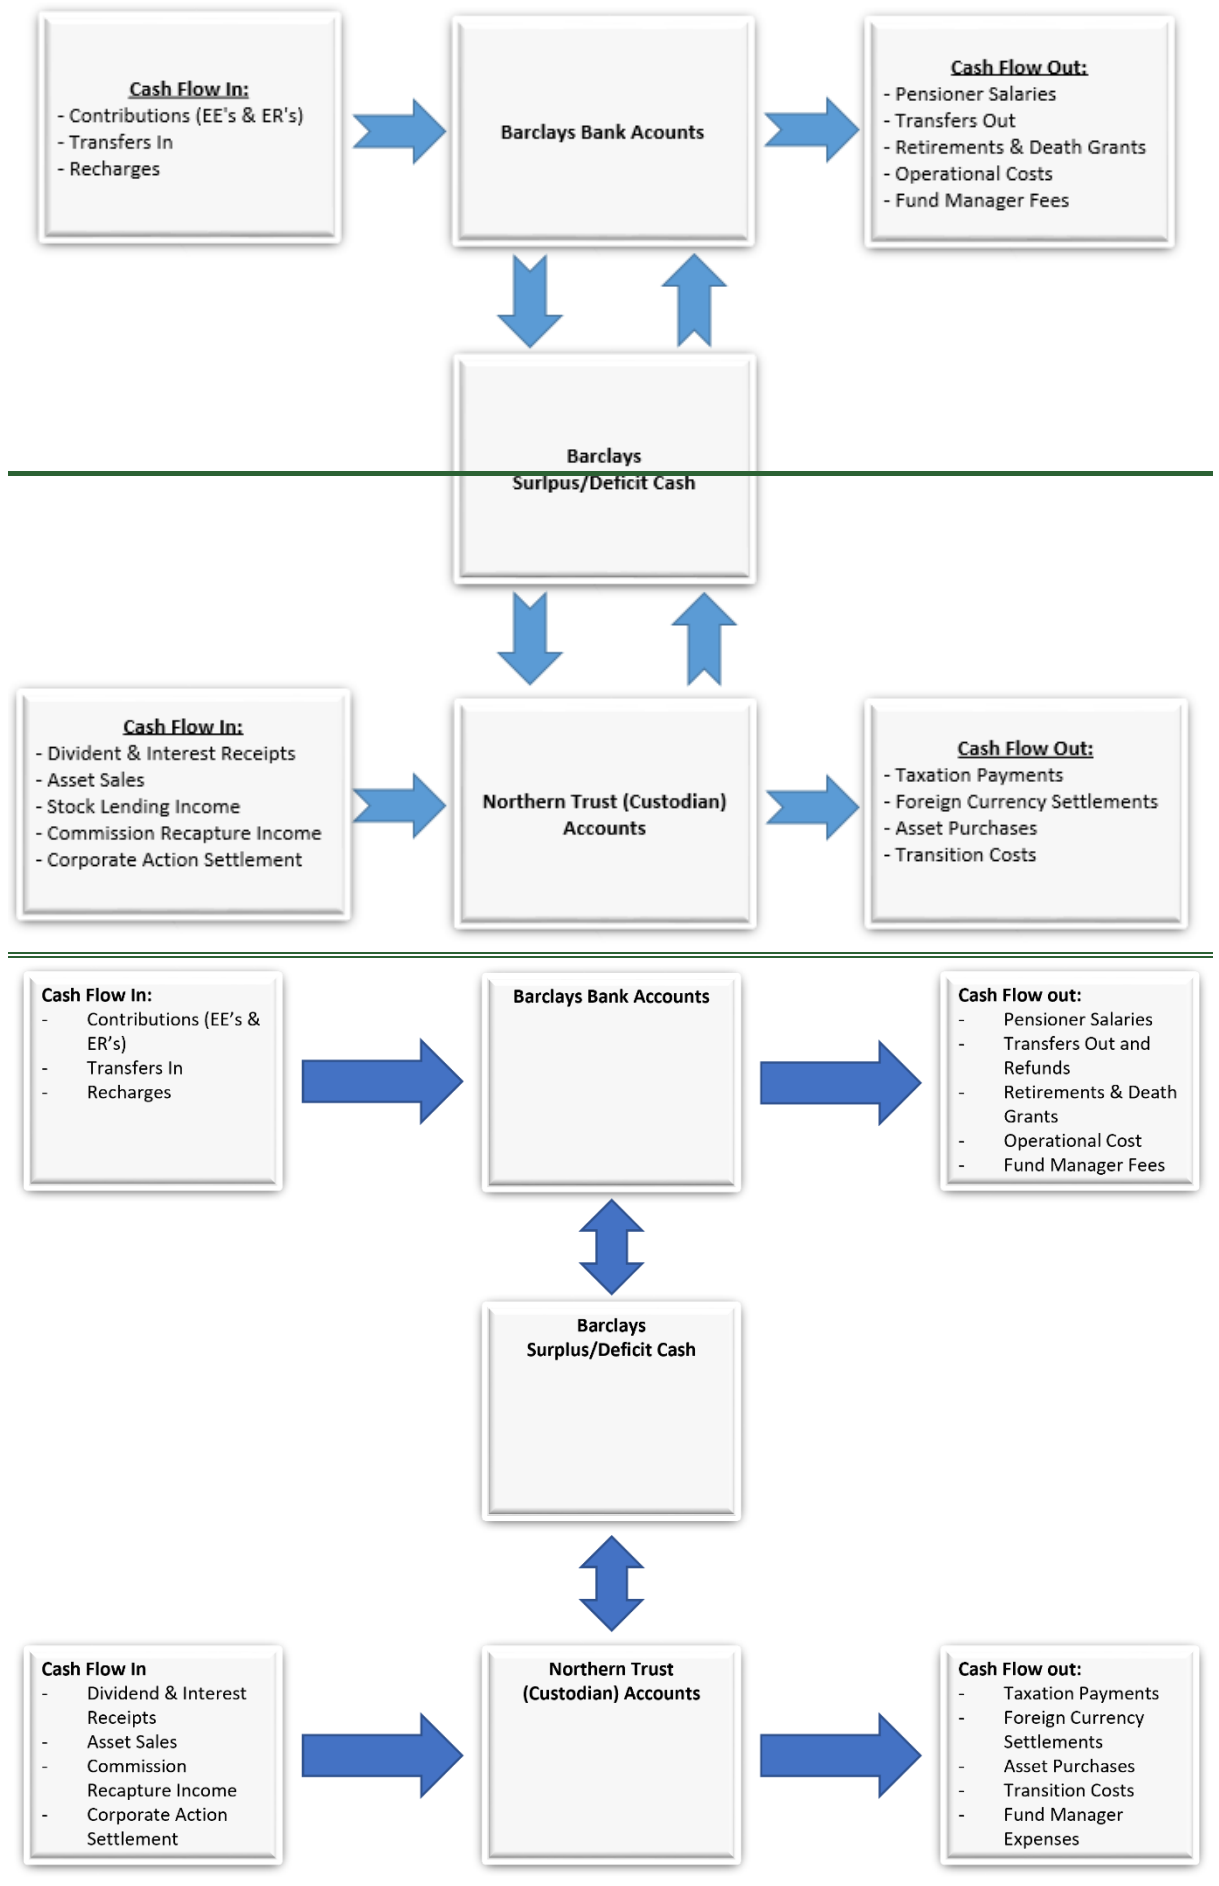 Cash Flow In:
- Contributions (EE's & ER's)
- Transfers In
- Recharges
Barclays Bank Acounts
Cash Flow Out:
- Pensioner Salaries
- Transfers Out
- Retirements & Death Grants
- Operational Costs
- Fund Manager Fees
Barclays
Surlpus/Deficit Cash
Cash Flow In:
- Divident & Interest Receipts
- Asset Sales
- Stock Lending Income
- Commission Recapture Income
- Corporate Action Settlement
Northern Trust (Custodian)
Accounts
Cash Flow Out:
- Taxation Payments
- Foreign Currency Settlements
- Asset Purchases
- Transition Costs
Cash Flow In:
- Contributions (EE’s &
ER’s)
- Transfers In
- Recharges
Barclays Bank Accounts
Cash Flow out:
- Pensioner Salaries
- Transfers Out and
Refunds
- Retirements & Death
Grants
- Operational Cost
- Fund Manager Fees
Barclays
Surplus/Deficit Cash
Cash Flow In
- Dividend & Interest
Receipts
- Asset Sales
- Commission
Recapture Income
- Corporate Action
Settlement
Northern Trust
(Custodian) Accounts
Cash Flow out:
- Taxation Payments
- Foreign Currency
Settlements
- Asset Purchases
- Transition Costs
- Fund Manager
Expenses